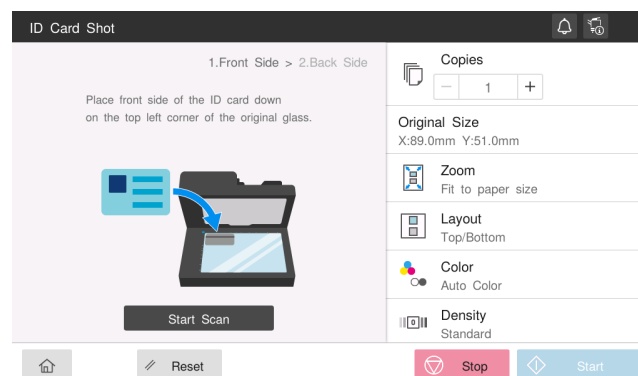 ID Card Shot
1.Front Side > 2.Back Side
Place front side of the ID card down
on the top left corner of the original glass.
Start Scan
Copies
1
Original Size
X:89.0mm Y:51.0mm
Zoom
Fit to paper size
Layout
Top/Bottom
Color
Auto Color
0
Density
Standard
Reset
Stop
Start